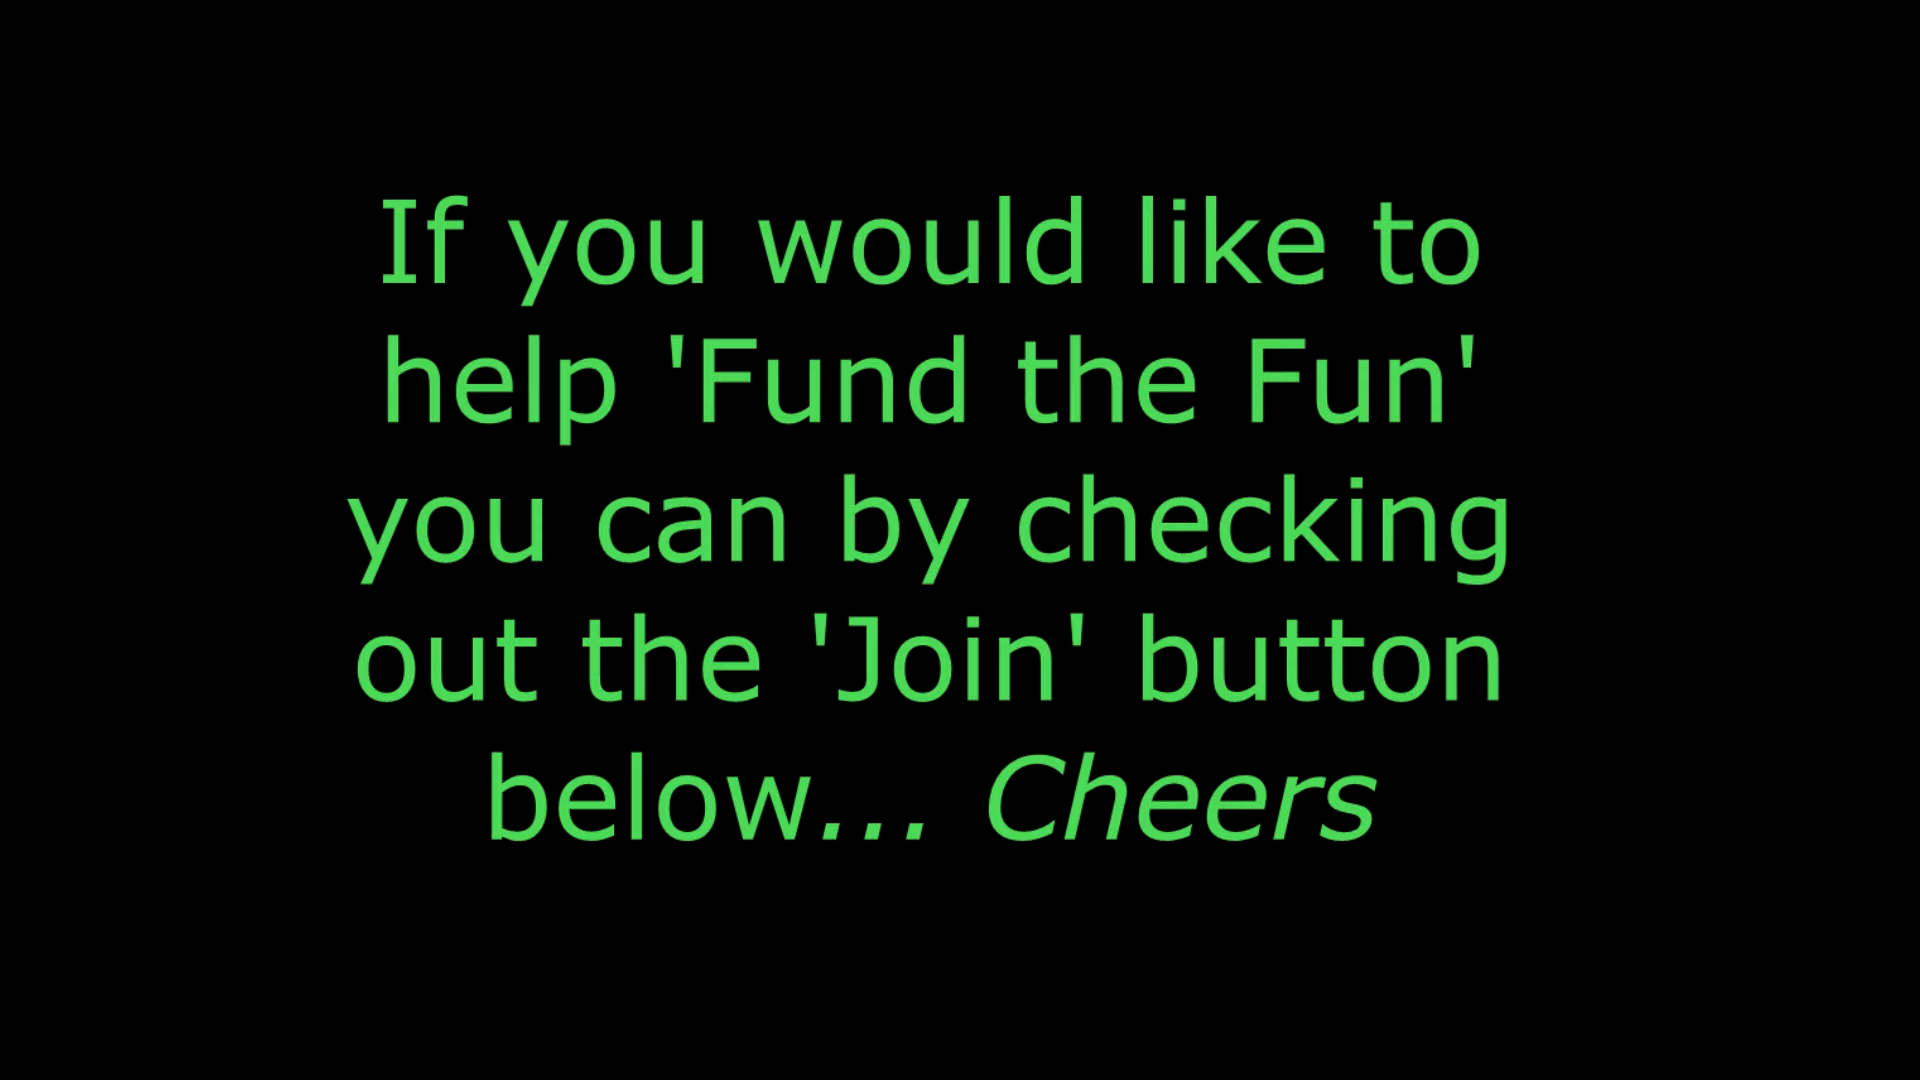 If you would like to
help 'Fund the Fun'
you can by checking
out the 'Join' button
below... Cheers